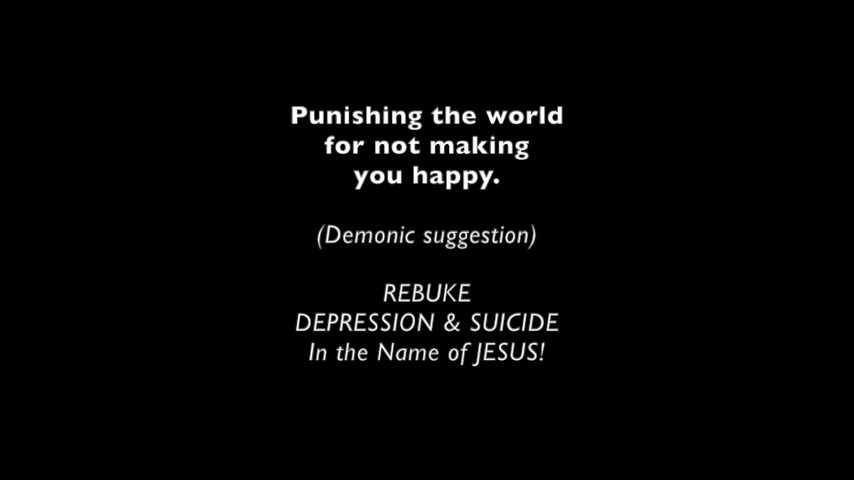 Punishing the world
for not making
you happy.
(Demonic suggestion)
REBUKE
DEPRESSION & SUICIDE
In the Name of JESUS!